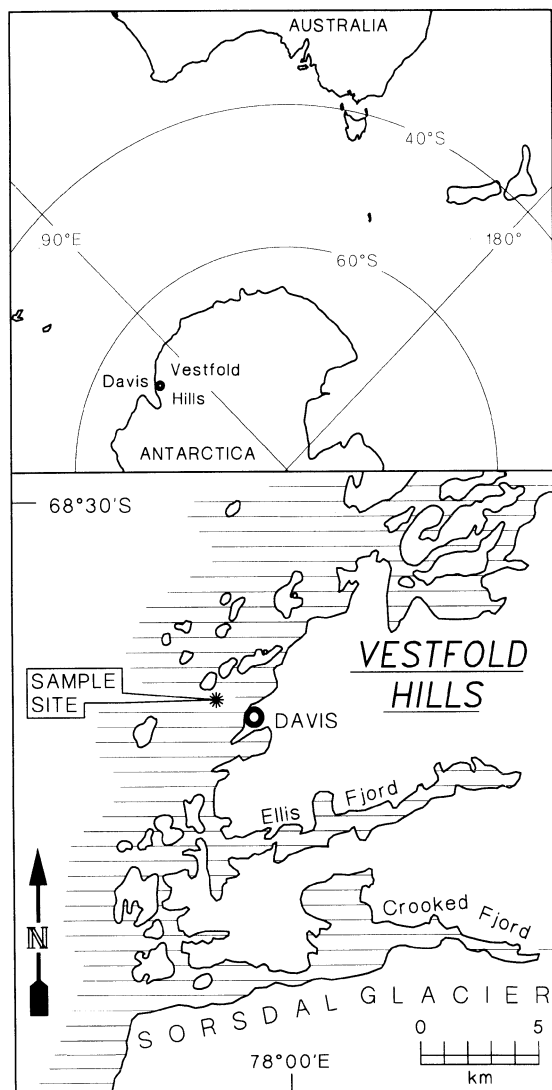 AUSTRALIA
40°S
90°E
180°
60°S
Davis
Vestfold
Hills
ANTARCTICA
68°30'S
VESTFOLD
HILLS
SAMPLE
SITE
DAVIS
Ellis Fjord
Crooked Fjord
N
SORSDAL GLACIER
0 5
km
78°00'E